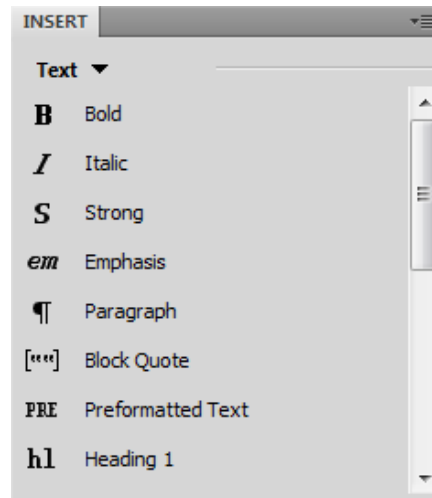 INSERT
Text
B Bold
I Italic
S Strong
em Emphasis
¶ Paragraph
[““] Block Quote
PRE Preformatted Text
h1 Heading 1